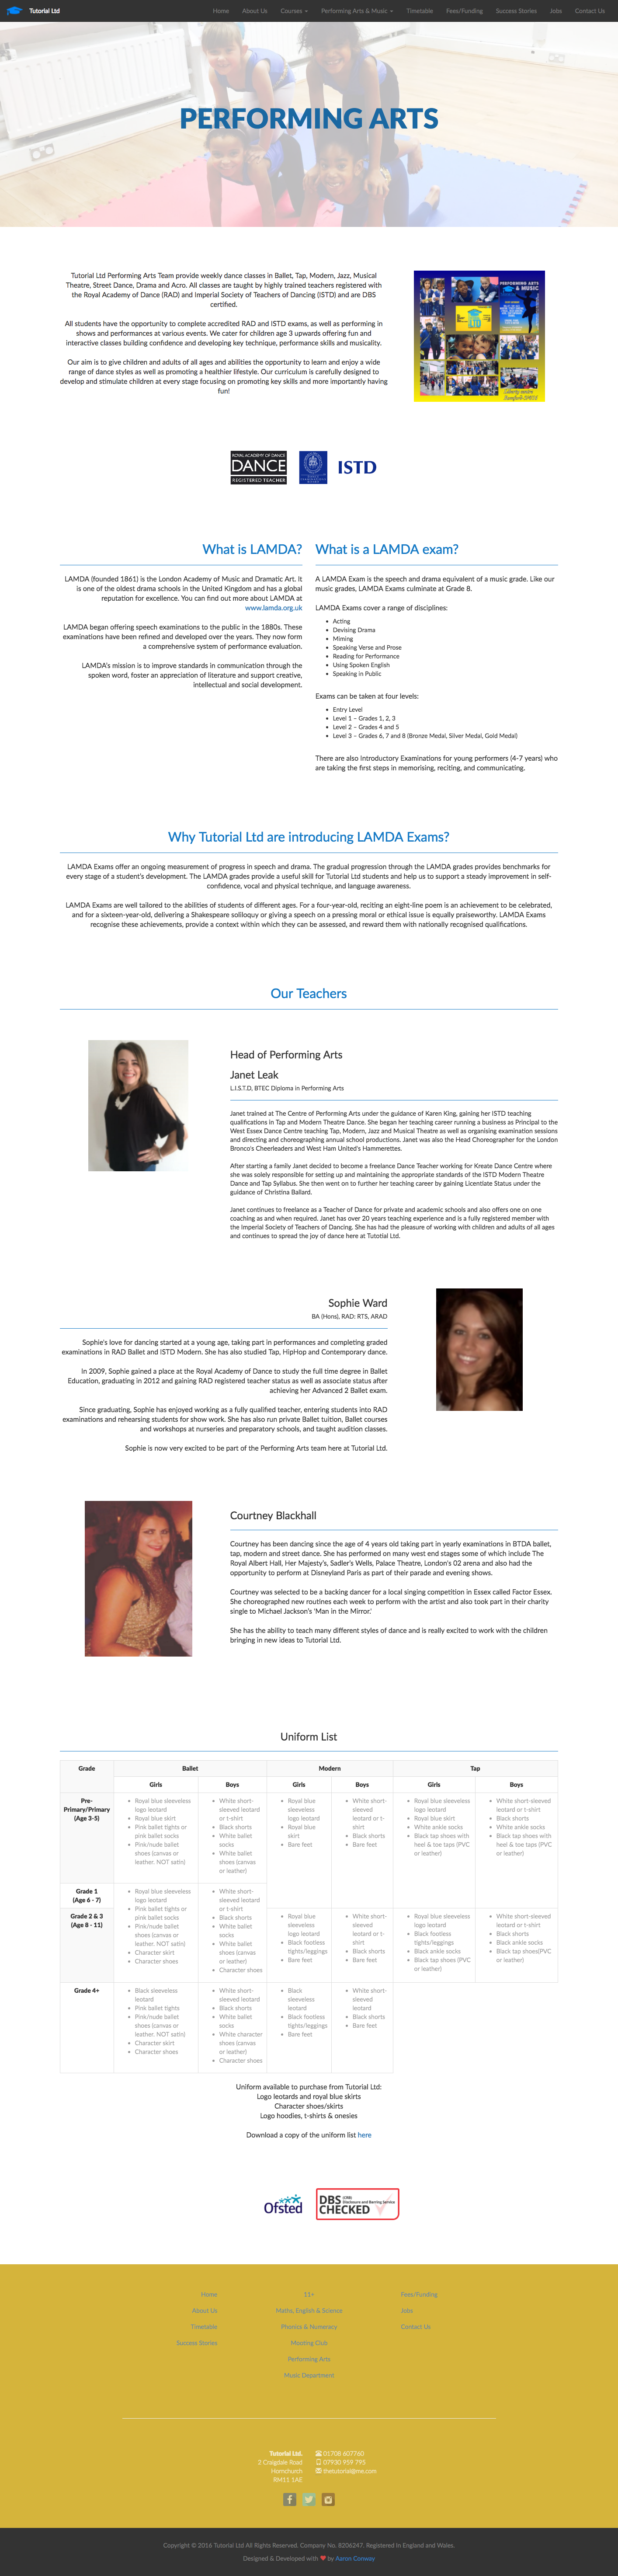 Tutorial Ltd
Home About Us Courses Performing Arts & Music Timetable Fees/Funding Success Stories Jobs Contact Us
PERFORMING ARTS
Tutorial Ltd Performing Arts Team provide weekly dance classes in Ballet, Tap, Modern, Jazz, Musical
Theatre, Street Dance, Drama and Acro. All classes are taught by highly trained teachers registered with
the Royal Academy of Dance (RAD) and Imperial Society of Teachers of Dancing (ISTD) and are DBS
certified.
All students have the opportunity to complete accredited RAD and ISTD exams, as well as performing in
shows and performances at various events. We cater for children age 3 upwards offering fun and
interactive classes building confidence and developing key technique, performance skills and musicality.
Our aim is to give children and adults of all ages and abilities the opportunity to learn and enjoy a wide
range of dance styles as well as promoting a healthier lifestyle. Our curriculum is carefully designed to
develop and stimulate children at every stage focusing on promoting key skills and more importantly having
fun!
PERFORMING ARTS
& MUSIC
LTD
ROYAL ACADEMY OF DANCE
DANCE
REGISTERED TEACHER
ISTD
What is LAMDA?
LAMDA (founded 1861) is the London Academy of Music and Dramatic Art. It
is one of the oldest drama schools in the United Kingdom and has a global
reputation for excellence. You can find out more about LAMDA at
www.lamda.org.uk
LAMDA began offering speech examinations to the public in the 1880s. These
examinations have been refined and developed over the years. They now form
a comprehensive system of performance evaluation.
LAMDA's mission is to improve standards in communication through the
spoken word, foster an appreciation of literature and support creative,
intellectual and social development.
What is a LAMDA exam?
A LAMDA Exam is the speech and drama equivalent of a music grade. Like our
music grades, LAMDA Exams culminate at Grade 8.
LAMDA Exams cover a range of disciplines:
Acting
Devising Drama
Miming
Speaking Verse and Prose
Reading for Performance
Using Spoken English
Speaking in Public
Exams can be taken at four levels:
Entry Level
Level 1 – Grades 1, 2, 3
Level 2 – Grades 4 and 5
Level 3 – Grades 6, 7 and 8 (Bronze Medal, Silver Medal, Gold Medal)
There are also Introductory Examinations for young performers (4-7 years) who
are taking the first steps in memorising, reciting, and communicating.
Why Tutorial Ltd are introducing LAMDA Exams?
LAMDA Exams offer an ongoing measurement of progress in speech and drama. The gradual progression through the LAMDA grades provides benchmarks for
every stage of a student's development. The LAMDA grades provide a useful skill for Tutorial Ltd students and help us to support a steady improvement in self-
confidence, vocal and physical technique, and language awareness.
LAMDA Exams are well tailored to the abilities of students of different ages. For a four-year-old, reciting an eight-line poem is an achievement to be celebrated,
and for a sixteen-year-old, delivering a Shakespeare soliloquy or giving a speech on a pressing moral or ethical issue is equally praiseworthy. LAMDA Exams
recognise these achievements, provide a context within which they can be assessed, and reward them with nationally recognised qualifications.
Our Teachers
Head of Performing Arts
Janet Leak
L.I.S.T.D, BTEC Diploma in Performing Arts
Janet trained at The Centre of Performing Arts under the guidance of Karen King, gaining her ISTD teaching
qualifications in Tap and Modern Theatre Dance. She began her teaching career running a business as Principal to the
West Essex Dance Centre teaching Tap, Modern, Jazz and Musical Theatre as well as organising examination sessions
and directing and choreographing annual school productions. Janet was also the Head Choreographer for the London
Bronco's Cheerleaders and West Ham United's Hammerettes.
After starting a family Janet decided to become a freelance Dance Teacher working for Kreate Dance Centre where
she was solely responsible for setting up and maintaining the appropriate standards of the ISTD Modern Theatre
Dance and Tap Syllabus. She then went on to further her teaching career by gaining Licentiate Status under the
guidance of Christina Ballard.
Janet continues to freelance as a Teacher of Dance for private and academic schools and also offers one on one
coaching as and when required. Janet has over 20 years teaching experience and is a fully registered member with
the Imperial Society of Teachers of Dancing. She has had the pleasure of working with children and adults of all ages
and continues to spread the joy of dance here at Tutotial Ltd.
Sophie Ward
BA (Hons), RAD: RTS, ARAD
Sophie's love for dancing started at a young age, taking part in performances and completing graded
examinations in RAD Ballet and ISTD Modern. She has also studied Tap, HipHop and Contemporary dance.
In 2009, Sophie gained a place at the Royal Academy of Dance to study the full time degree in Ballet
Education, graduating in 2012 and gaining RAD registered teacher status as well as associate status after
achieving her Advanced 2 Ballet exam.
Since graduating, Sophie has enjoyed working as a fully qualified teacher, entering students into RAD
examinations and rehearsing students for show work. She has also run private Ballet tuition, Ballet courses
and workshops at nurseries and preparatory schools, and taught audition classes.
Sophie is now very excited to be part of the Performing Arts team here at Tutorial Ltd.
Courtney Blackhall
Courtney has been dancing since the age of 4 years old taking part in yearly examinations in BTDA ballet,
tap, modern and street dance. She has performed on many west end stages some of which include The
Royal Albert Hall, Her Majesty's, Sadler's Wells, Palace Theatre, London's 02 arena and also had the
opportunity to perform at Disneyland Paris as part of their parade and evening shows.
Courtney was selected to be a backing dancer for a local singing competition in Essex called Factor Essex.
She choreographed new routines each week to perform with the artist and also took part in their charity
single to Michael Jackson's 'Man in the Mirror.'
She has the ability to teach many different styles of dance and is really excited to work with the children
bringing in new ideas to Tutorial Ltd.
Uniform List
Grade Ballet Modern Tap
Girls Boys Girls Boys Girls Boys
Pre-
Primary/Primary
(Age 3-5)
Royal blue sleeveless
logo leotard
Royal blue skirt
Pink ballet tights or
pink ballet socks
Pink/nude ballet
shoes (canvas or
leather. NOT satin)
White short-
sleeved leotard
or t-shirt
Black shorts
White ballet
socks
White ballet
shoes (canvas
or leather)
Royal blue
sleeveless
logo leotard
Royal blue
skirt
Bare feet
White short-
sleeved
leotard or t-
shirt
Black shorts
Bare feet
Royal blue sleeveless
logo leotard
Royal blue skirt
White ankle socks
Black tap shoes with
heel & toe taps (PVC
or leather)
White short-sleeved
leotard or t-shirt
Black shorts
White ankle socks
Black tap shoes with
heel & toe taps (PVC
or leather)
Grade 1
(Age 6 - 7)
Grade 2 & 3
(Age 8 - 11)
Royal blue sleeveless
logo leotard
Pink ballet tights or
pink ballet socks
Pink/nude ballet
shoes (canvas or
leather. NOT satin)
Character skirt
Character shoes
White short-
sleeved leotard
or t-shirt
Black shorts
White ballet
socks
White ballet
shoes (canvas
or leather)
Character shoes
Royal blue
sleeveless
logo leotard
Black footless
tights/leggings
Bare feet
White short-
sleeved
leotard or t-
shirt
Black shorts
Bare feet
Royal blue sleeveless
logo leotard
Black footless
tights/leggings
Black ankle socks
Black tap shoes (PVC
or leather)
White short-sleeved
leotard or t-shirt
Black shorts
Black ankle socks
Black tap shoes(PVC
or leather)
Grade 4+
Black sleeveless
leotard
Pink ballet tights
Pink/nude ballet
shoes (canvas or
leather. NOT satin)
Character skirt
Character shoes
White short-
sleeved leotard
Black shorts
White ballet
socks
White character
shoes (canvas
or leather)
Character shoes
Black
sleeveless
leotard
Black footless
tights/leggings
Bare feet
White short-
sleeved
leotard
Black shorts
Bare feet
Uniform available to purchase from Tutorial Ltd:
Logo leotards and royal blue skirts
Character shoes/skirts
Logo hoodies, t-shirts & onesies
Download a copy of the uniform list here
Ofsted
DBS (CRB)
Disclosure and Barring Service
CHECKED
Home
About Us
Timetable
Success Stories
11+
Maths, English & Science
Phonics & Numeracy
Mooting Club
Performing Arts
Music Department
Fees/Funding
Jobs
Contact Us
Tutorial Ltd.
2 Craigdale Road
Hornchurch
RM11 1AE
01708 607760
07930 959 795
thetutorial@me.com
Copyright © 2016 Tutorial Ltd All Rights Reserved. Company No. 8206247. Registered in England and Wales.
Designed & Developed with ❤ by Aaron Conway